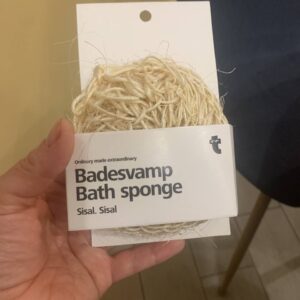 Ordinary made extraordinary
t
Badesvamp
Bath sponge
Sisal. Sisal